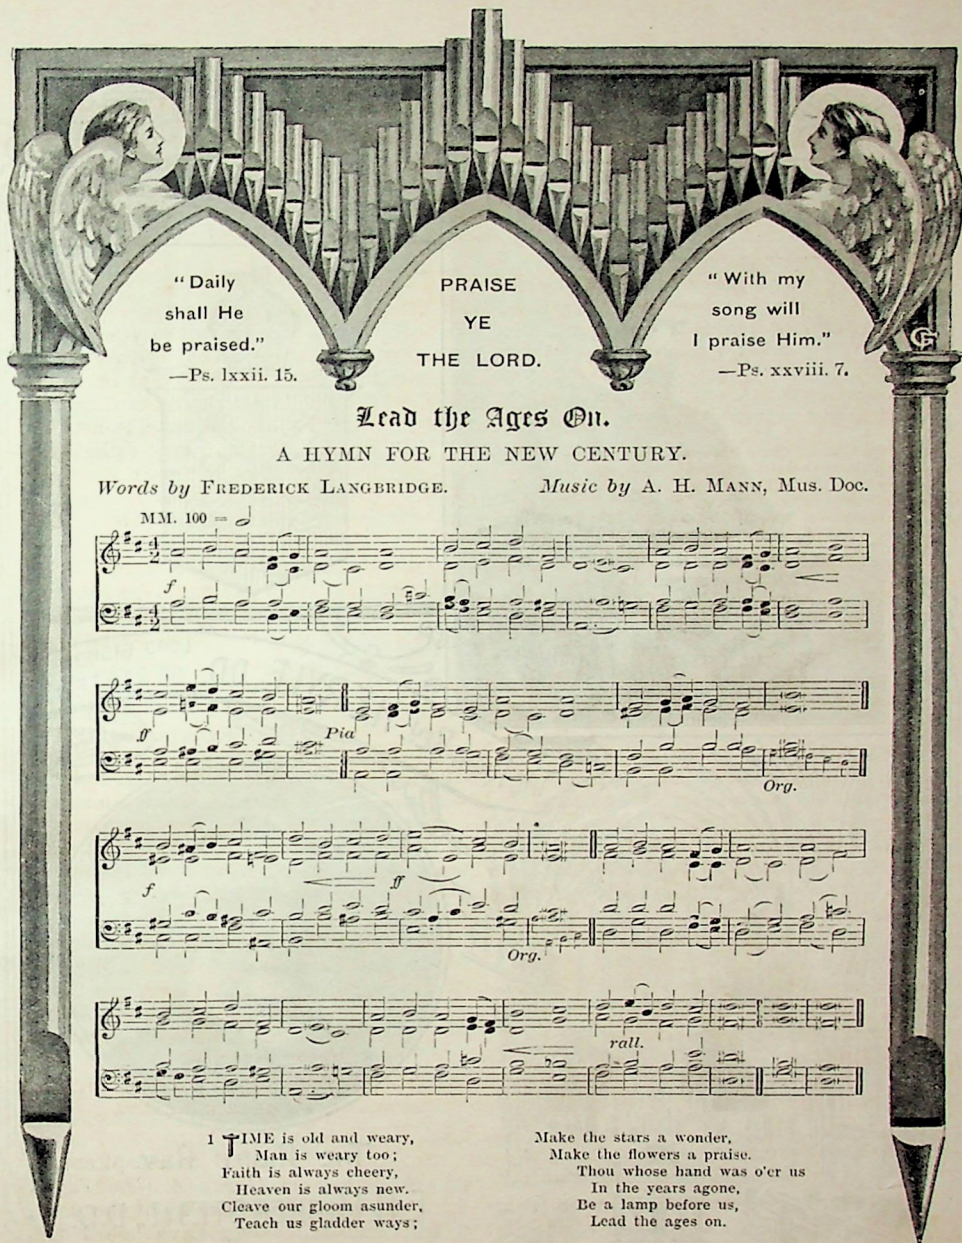 “Daily
shall He
be praised.”
—Ps. lxxii. 15.
PRAISE
YE
THE LORD.
“With my
song will
I praise Him.”
—Ps. xxviii. 7.
Lead the Ages On.
A HYMN FOR THE NEW CENTURY.
Words by FREDERICK LANGBRIDGE. Music by A. H. MANN, Mus. Doc.
MM. 100 =
f
ff
Pia
Org.
f
ff
Org.
rall.
1 TIME is old and weary,
Man is weary too;
Faith is always cheery,
Heaven is always new.
Cleave our gloom asunder,
Teach us gladder ways;
Make the stars a wonder,
Make the flowers a praise.
Thou whose hand was o'er us
In the years agone,
Be a lamp before us,
Lead the ages on.